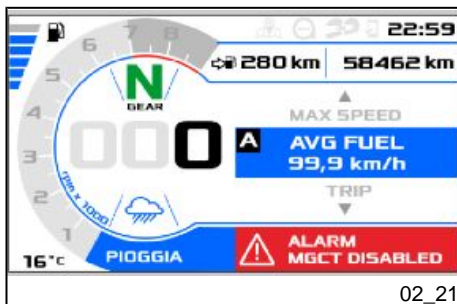 22:59
8
7
6
5
4
3
2
1
rpm x 1000
280 km
58462 km
N
GEAR
000
MAX SPEED
A
AVG FUEL
99,9 km/h
TRIP
16°C
PIOGGIA
ALARM
MGCT DISABLED
02_21